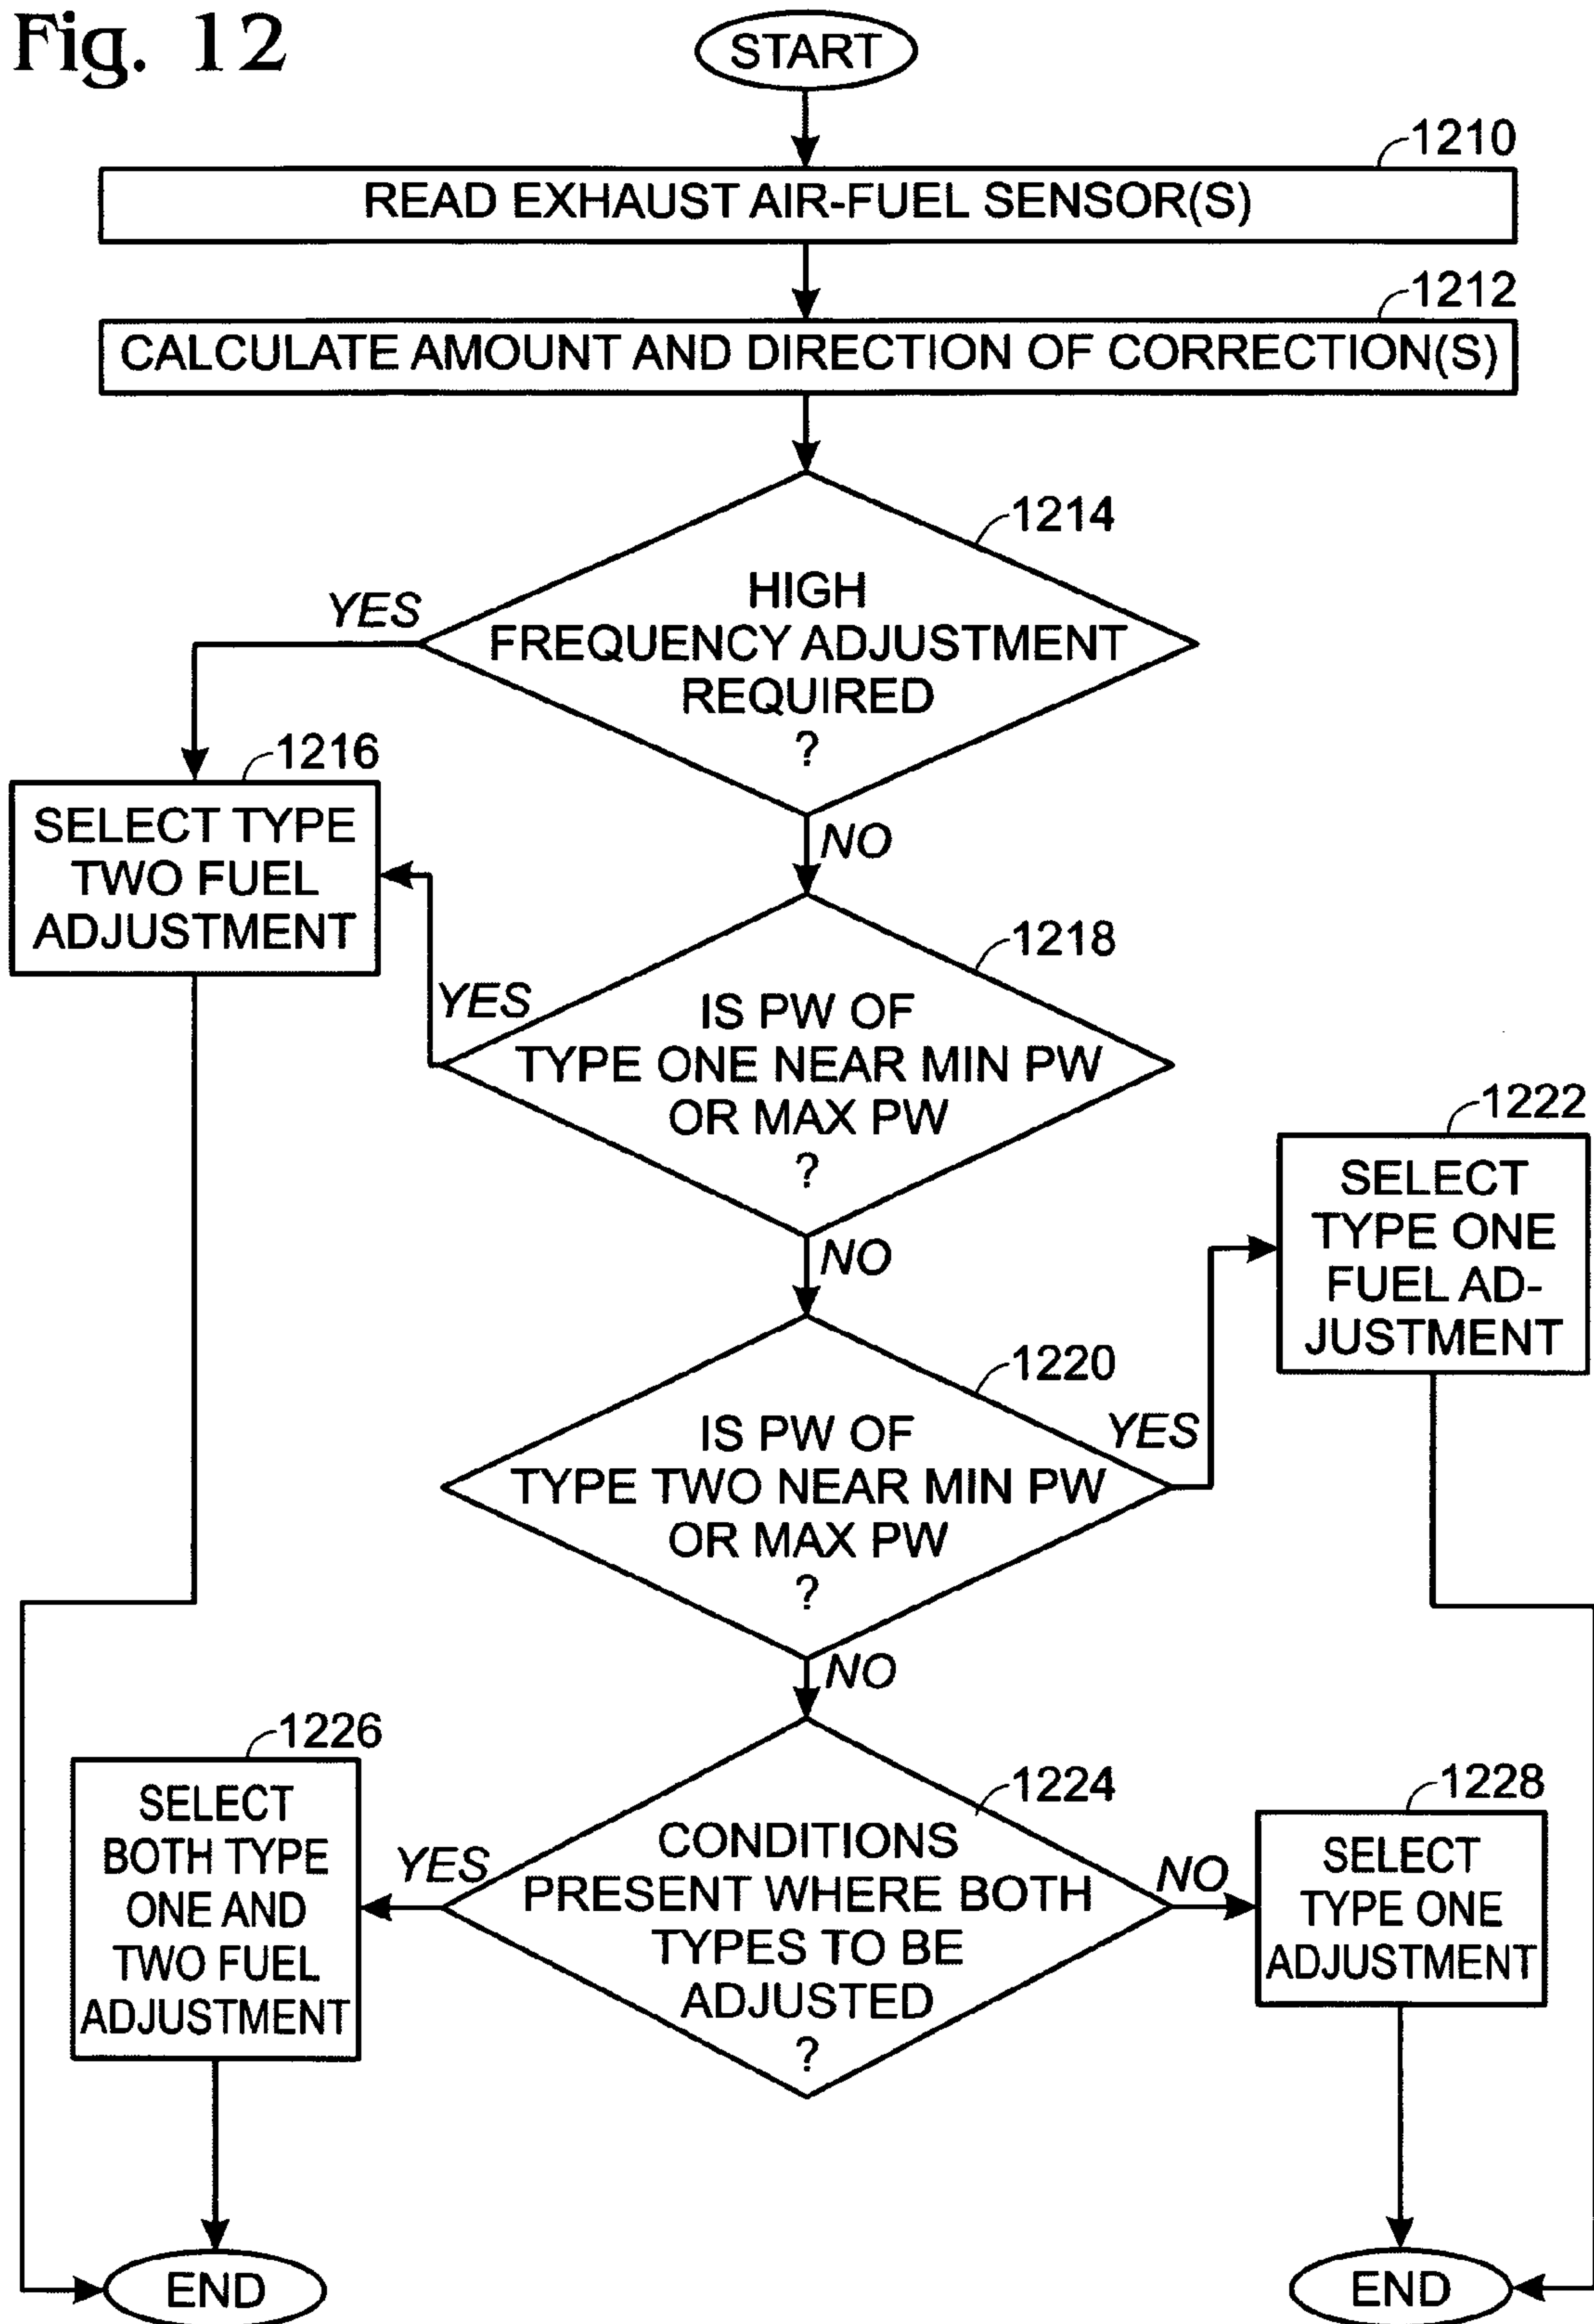 Fig. 12
START
1210
READ EXHAUST AIR-FUEL SENSOR(S)
1212
CALCULATE AMOUNT AND DIRECTION OF CORRECTION(S)
1214
HIGH
FREQUENCY ADJUSTMENT
REQUIRED
?
YES
NO
1216
SELECT TYPE
TWO FUEL
ADJUSTMENT
1218
IS PW OF
TYPE ONE NEAR MIN PW
OR MAX PW
?
YES
NO
1222
SELECT
TYPE ONE
FUEL AD-
JUSTMENT
1220
IS PW OF
TYPE TWO NEAR MIN PW
OR MAX PW
?
YES
NO
1226
SELECT
BOTH TYPE
ONE AND
TWO FUEL
ADJUSTMENT
1224
CONDITIONS
PRESENT WHERE BOTH
TYPES TO BE
ADJUSTED
?
YES
NO
1228
SELECT
TYPE ONE
ADJUSTMENT
END
END